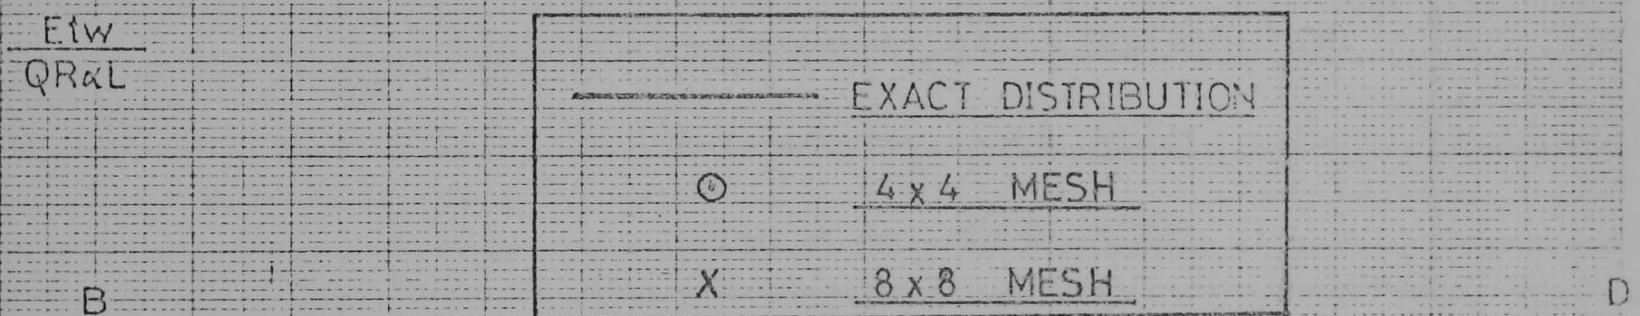 Etw
QRαL
EXACT DISTRIBUTION
4 x 4 MESH
8 x 8 MESH
B
D